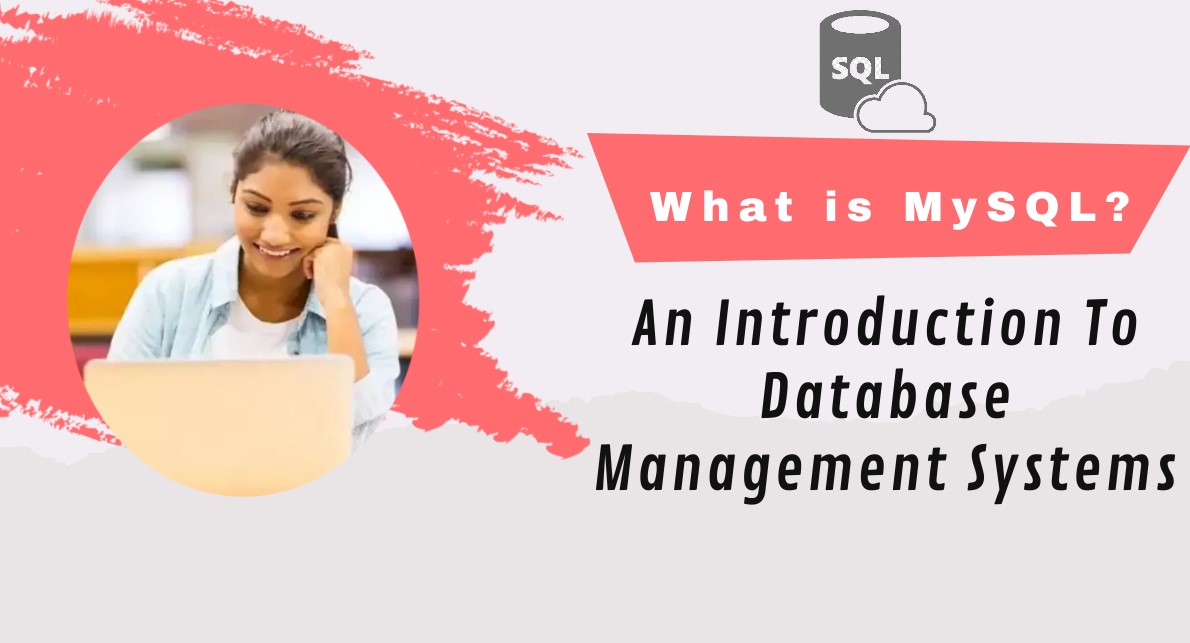 SQL
What is MySQL?
An Introduction To
Database
Management Systems